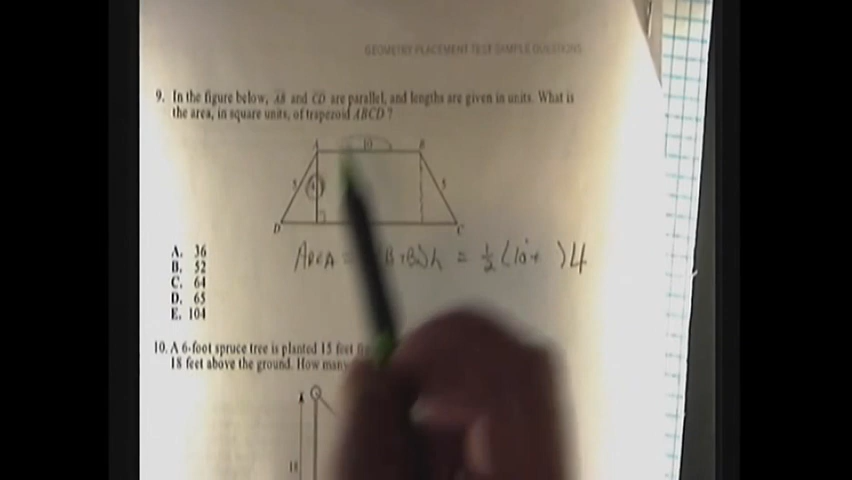 GEOMETRY PLACEMENT TEST SAMPLE QUESTIONS
9. In the figure below, AB and CD are parallel, and lengths are given in units. What is
the area, in square units, of trapezoid ABCD ?
A 10 B
5 4 5
D C
AREA = B+B2)h = 1/2 (10+ )4
A. 36
B. 52
C. 64
D. 65
E. 104
10. A 6-foot spruce tree is planted 15 feet
18 feet above the ground. How many
18